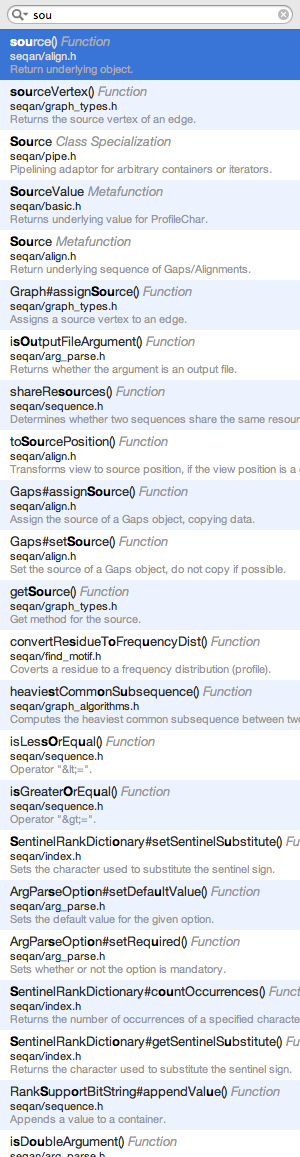 sou
source() Function
seqan/align.h
Return underlying object.
sourceVertex() Function
seqan/graph_types.h
Returns the source vertex of an edge.
Source Class Specialization
seqan/pipe.h
Pipelining adaptor for arbitrary containers or iterators.
SourceValue Metafunction
seqan/basic.h
Returns underlying value for ProfileChar.
Source Metafunction
seqan/align.h
Return underlying sequence of Gaps/Alignments.
Graph#assignSource() Function
seqan/graph_types.h
Assigns a source vertex to an edge.
isOutputFileArgument() Function
seqan/arg_parse.h
Returns whether the argument is an output file.
shareResources() Function
seqan/sequence.h
Determines whether two sequences share the same resour
toSourcePosition() Function
seqan/align.h
Transforms view to source position, if the view position is a
Gaps#assignSource() Function
seqan/align.h
Assign the source of a Gaps object, copying data.
Gaps#setSource() Function
seqan/align.h
Set the source of a Gaps object, do not copy if possible.
getSource() Function
seqan/graph_types.h
Get method for the source.
convertResidueToFrequencyDist() Function
seqan/find_motif.h
Coverts a residue to a frequency distribution (profile).
heaviestCommonSubsequence() Function
seqan/graph_algorithms.h
Computes the heaviest common subsequence between two
isLessOrEqual() Function
seqan/sequence.h
Operator "&lt;=".
isGreaterOrEqual() Function
seqan/sequence.h
Operator "&gt;=".
SentinelRankDictionary#setSentinelSubstitute() Fu
seqan/index.h
Sets the character used to substitute the sentinel sign.
ArgParseOption#setDefaultValue() Function
seqan/arg_parse.h
Sets the default value for the given option.
ArgParseOption#setRequired() Function
seqan/arg_parse.h
Sets whether or not the option is mandatory.
SentinelRankDictionary#countOccurrences() Funct
seqan/index.h
Returns the number of occurrences of a specified characte
SentinelRankDictionary#getSentinelSubstitute() Fu
seqan/index.h
Returns the character used to substitute the sentinel sign.
RankSupportBitString#appendValue() Function
seqan/sequence.h
Appends a value to a container.
isDoubleArgument() Function
seqan/arg_parse.h